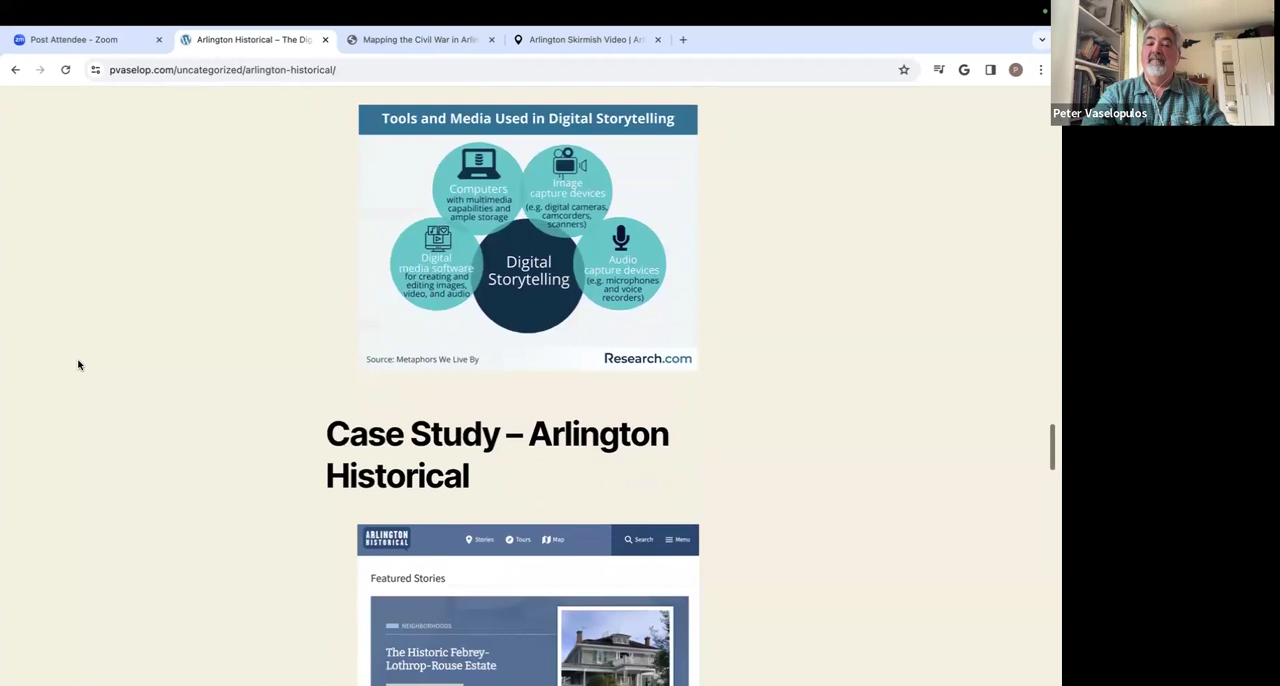 Post Attendee - Zoom
Arlington Historical – The Dig
Mapping the Civil War in Arlin
Arlington Skirmish Video | Arl
pvaselop.com/uncategorized/arlington-historical/
P
Peter Vaselopulos
Tools and Media Used in Digital Storytelling
Computers
with multimedia
capabilities and
ample storage
Image
capture devices
(e.g. digital cameras,
camcorders,
scanners)
Digital
media software
for creating and
editing images,
video, and audio
Digital
Storytelling
Audio
capture devices
(e.g. microphones
and voice
recorders)
Source: Metaphors We Live By
Research.com
Case Study – Arlington
Historical
ARLINGTON
HISTORICAL
Stories
Tours
Map
Search
Menu
Featured Stories
NEIGHBORHOODS
The Historic Febrey-
Lothrop-Rouse Estate